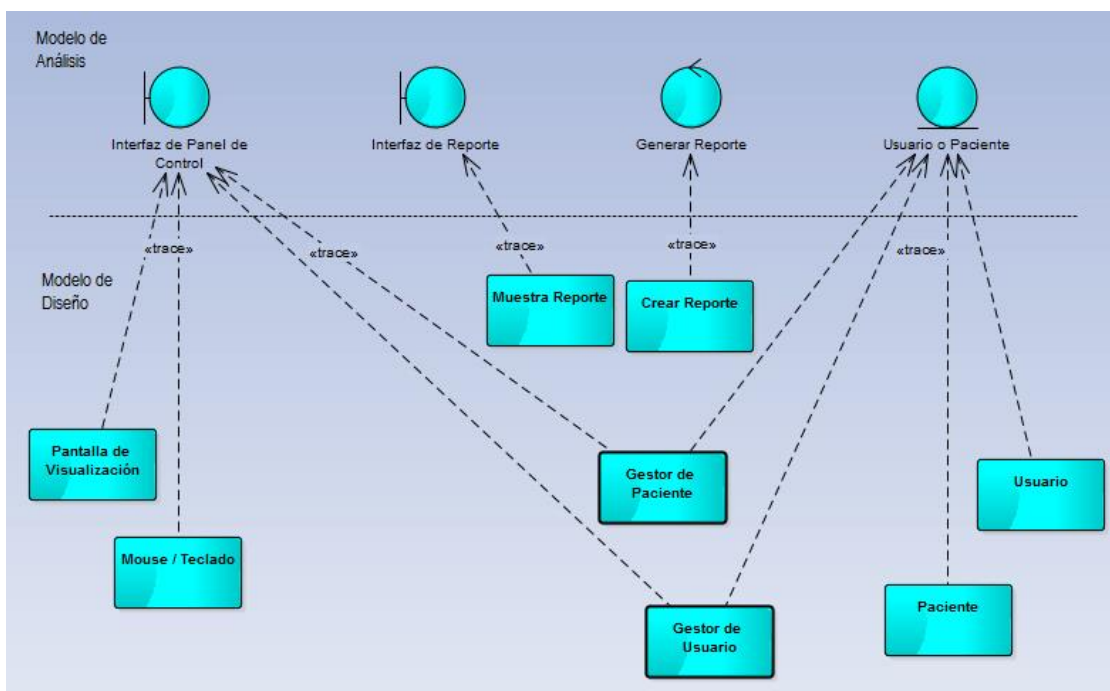 Modelo de
Análisis
Interfaz de Panel de
Control
Interfaz de Reporte
Generar Reporte
Usuario o Paciente
«trace»
«trace»
«trace»
«trace»
«trace»
Modelo de
Diseño
Muestra Reporte
Crear Reporte
Pantalla de
Visualización
Gestor de
Paciente
Usuario
Mouse / Teclado
Gestor de
Usuario
Paciente